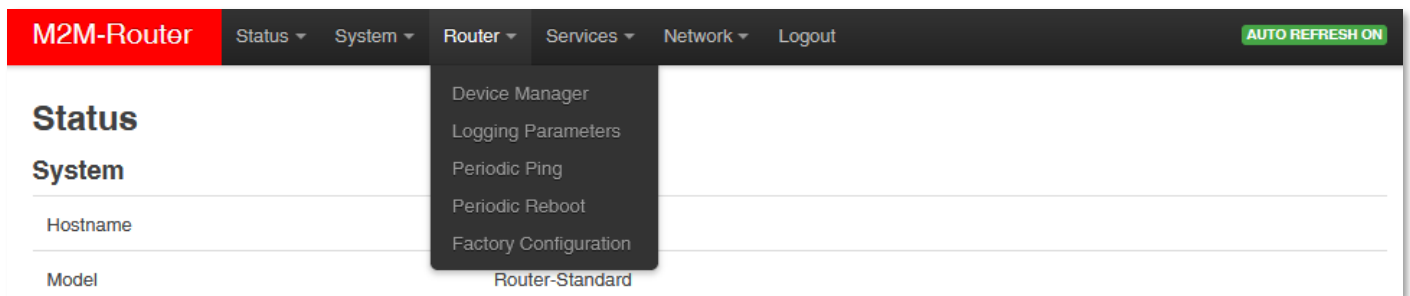 M2M-Router Status System Router Services Network Logout AUTO REFRESH ON
Device Manager
Status
Logging Parameters
System
Periodic Ping
Periodic Reboot
Hostname
Factory Configuration
Model Router-Standard